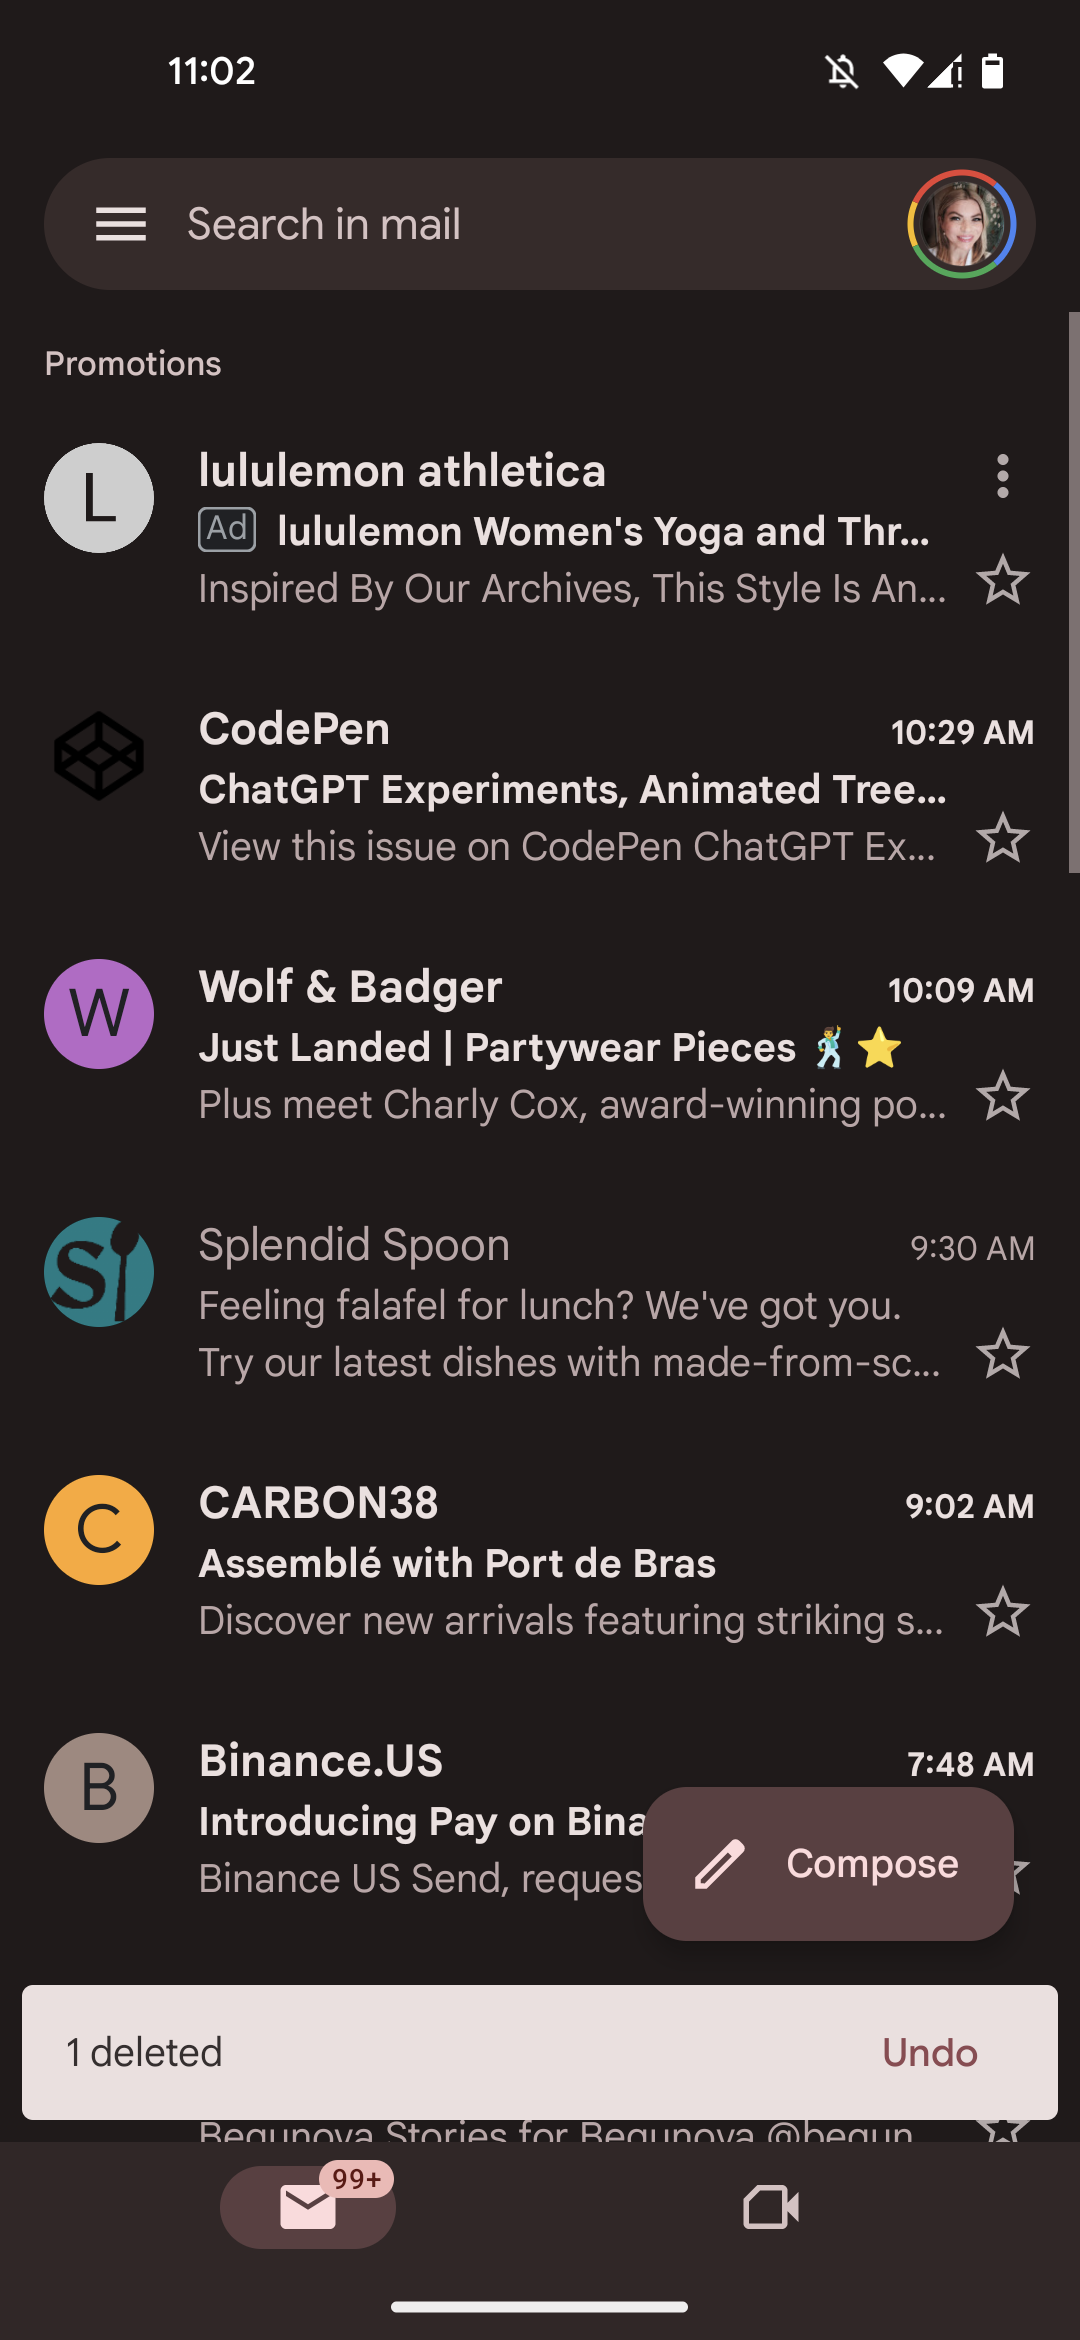 11:02
Search in mail
Promotions
L
lululemon athletica
Ad lululemon Women's Yoga and Thr...
Inspired By Our Archives, This Style Is An...
CodePen
10:29 AM
ChatGPT Experiments, Animated Tree...
View this issue on CodePen ChatGPT Ex...
W
Wolf & Badger
10:09 AM
Just Landed | Partywear Pieces 🕺⭐
Plus meet Charly Cox, award-winning po...
S
Splendid Spoon
9:30 AM
Feeling falafel for lunch? We've got you.
Try our latest dishes with made-from-sc...
C
CARBON38
9:02 AM
Assemblé with Port de Bras
Discover new arrivals featuring striking s...
B
Binance.US
7:48 AM
Introducing Pay on Bina
Binance US Send, reques
Compose
1 deleted
Undo
Begunova Stories for Begunova @begun
99+